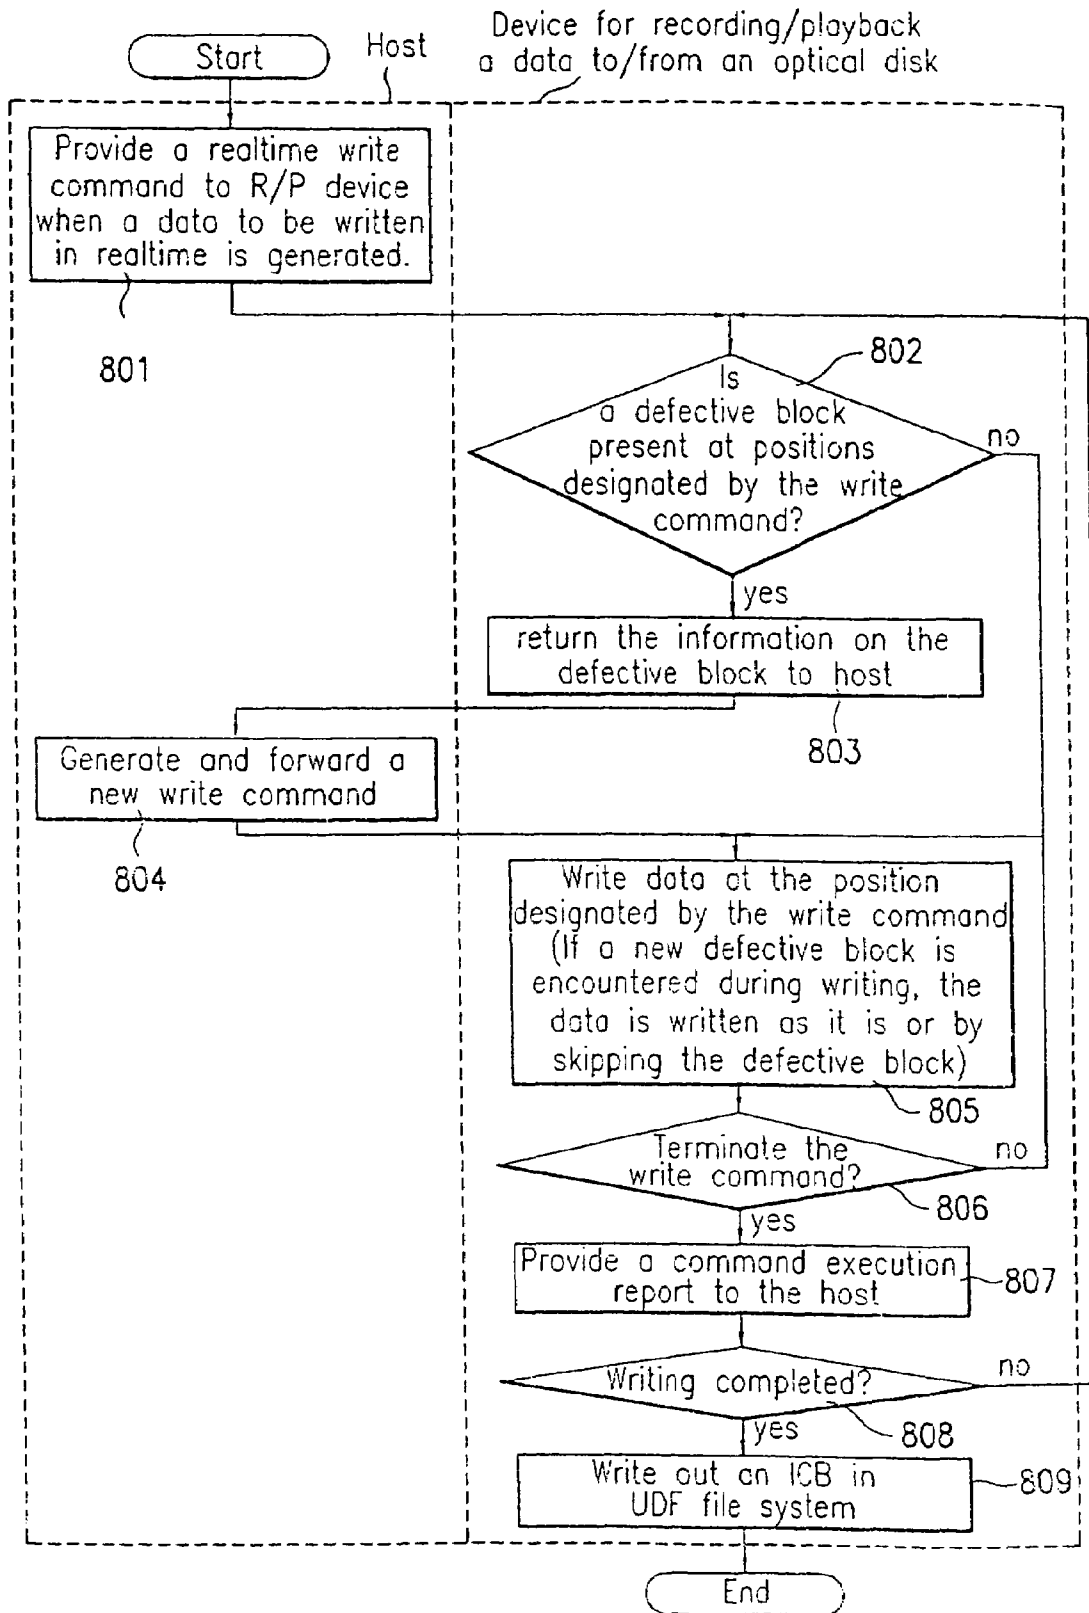 Device for recording/playback
a data to/from an optical disk
Host
Start
Provide a realtime write
command to R/P device
when a data to be written
in realtime is generated.
801
802
Is
a defective block
present at positions
designated by the write
command?
no
yes
return the information on the
defective block to host
803
Generate and forward a
new write command
804
Write data at the position
designated by the write command
(If a new defective block is
encountered during writing, the
data is written as it is or by
skipping the defective block)
805
Terminate the
write command?
no
806
yes
Provide a command execution
report to the host
807
Writing completed?
no
808
yes
Write out an ICB in
UDF file system
809
End